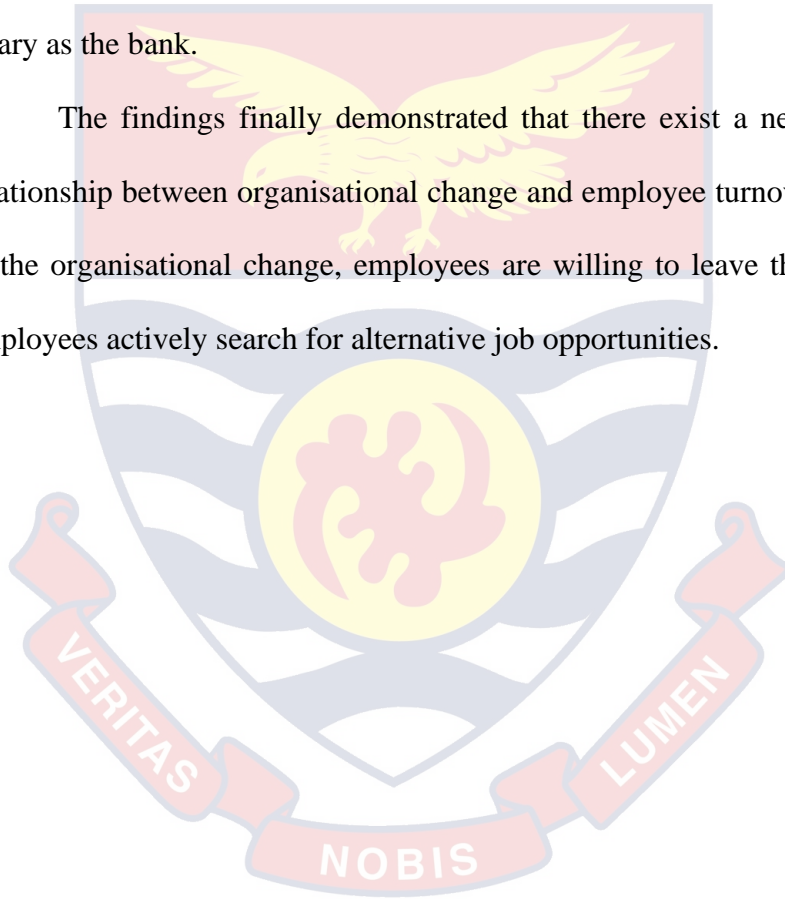 ary as the bank.
The findings finally demonstrated that there exist a ne
ationship between organisational change and employee turnov
the organisational change, employees are willing to leave th
ployees actively search for alternative job opportunities.
VERITAS
NOBIS
LUMEN